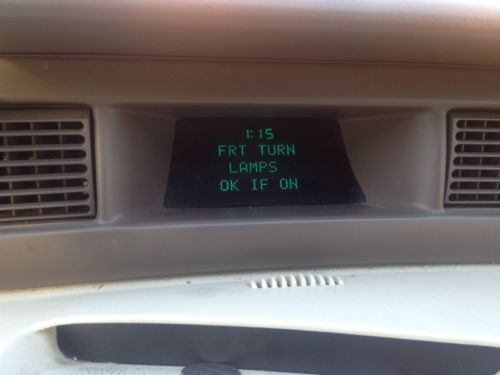 1:15
FRT TURN
LAMPS
OK IF ON